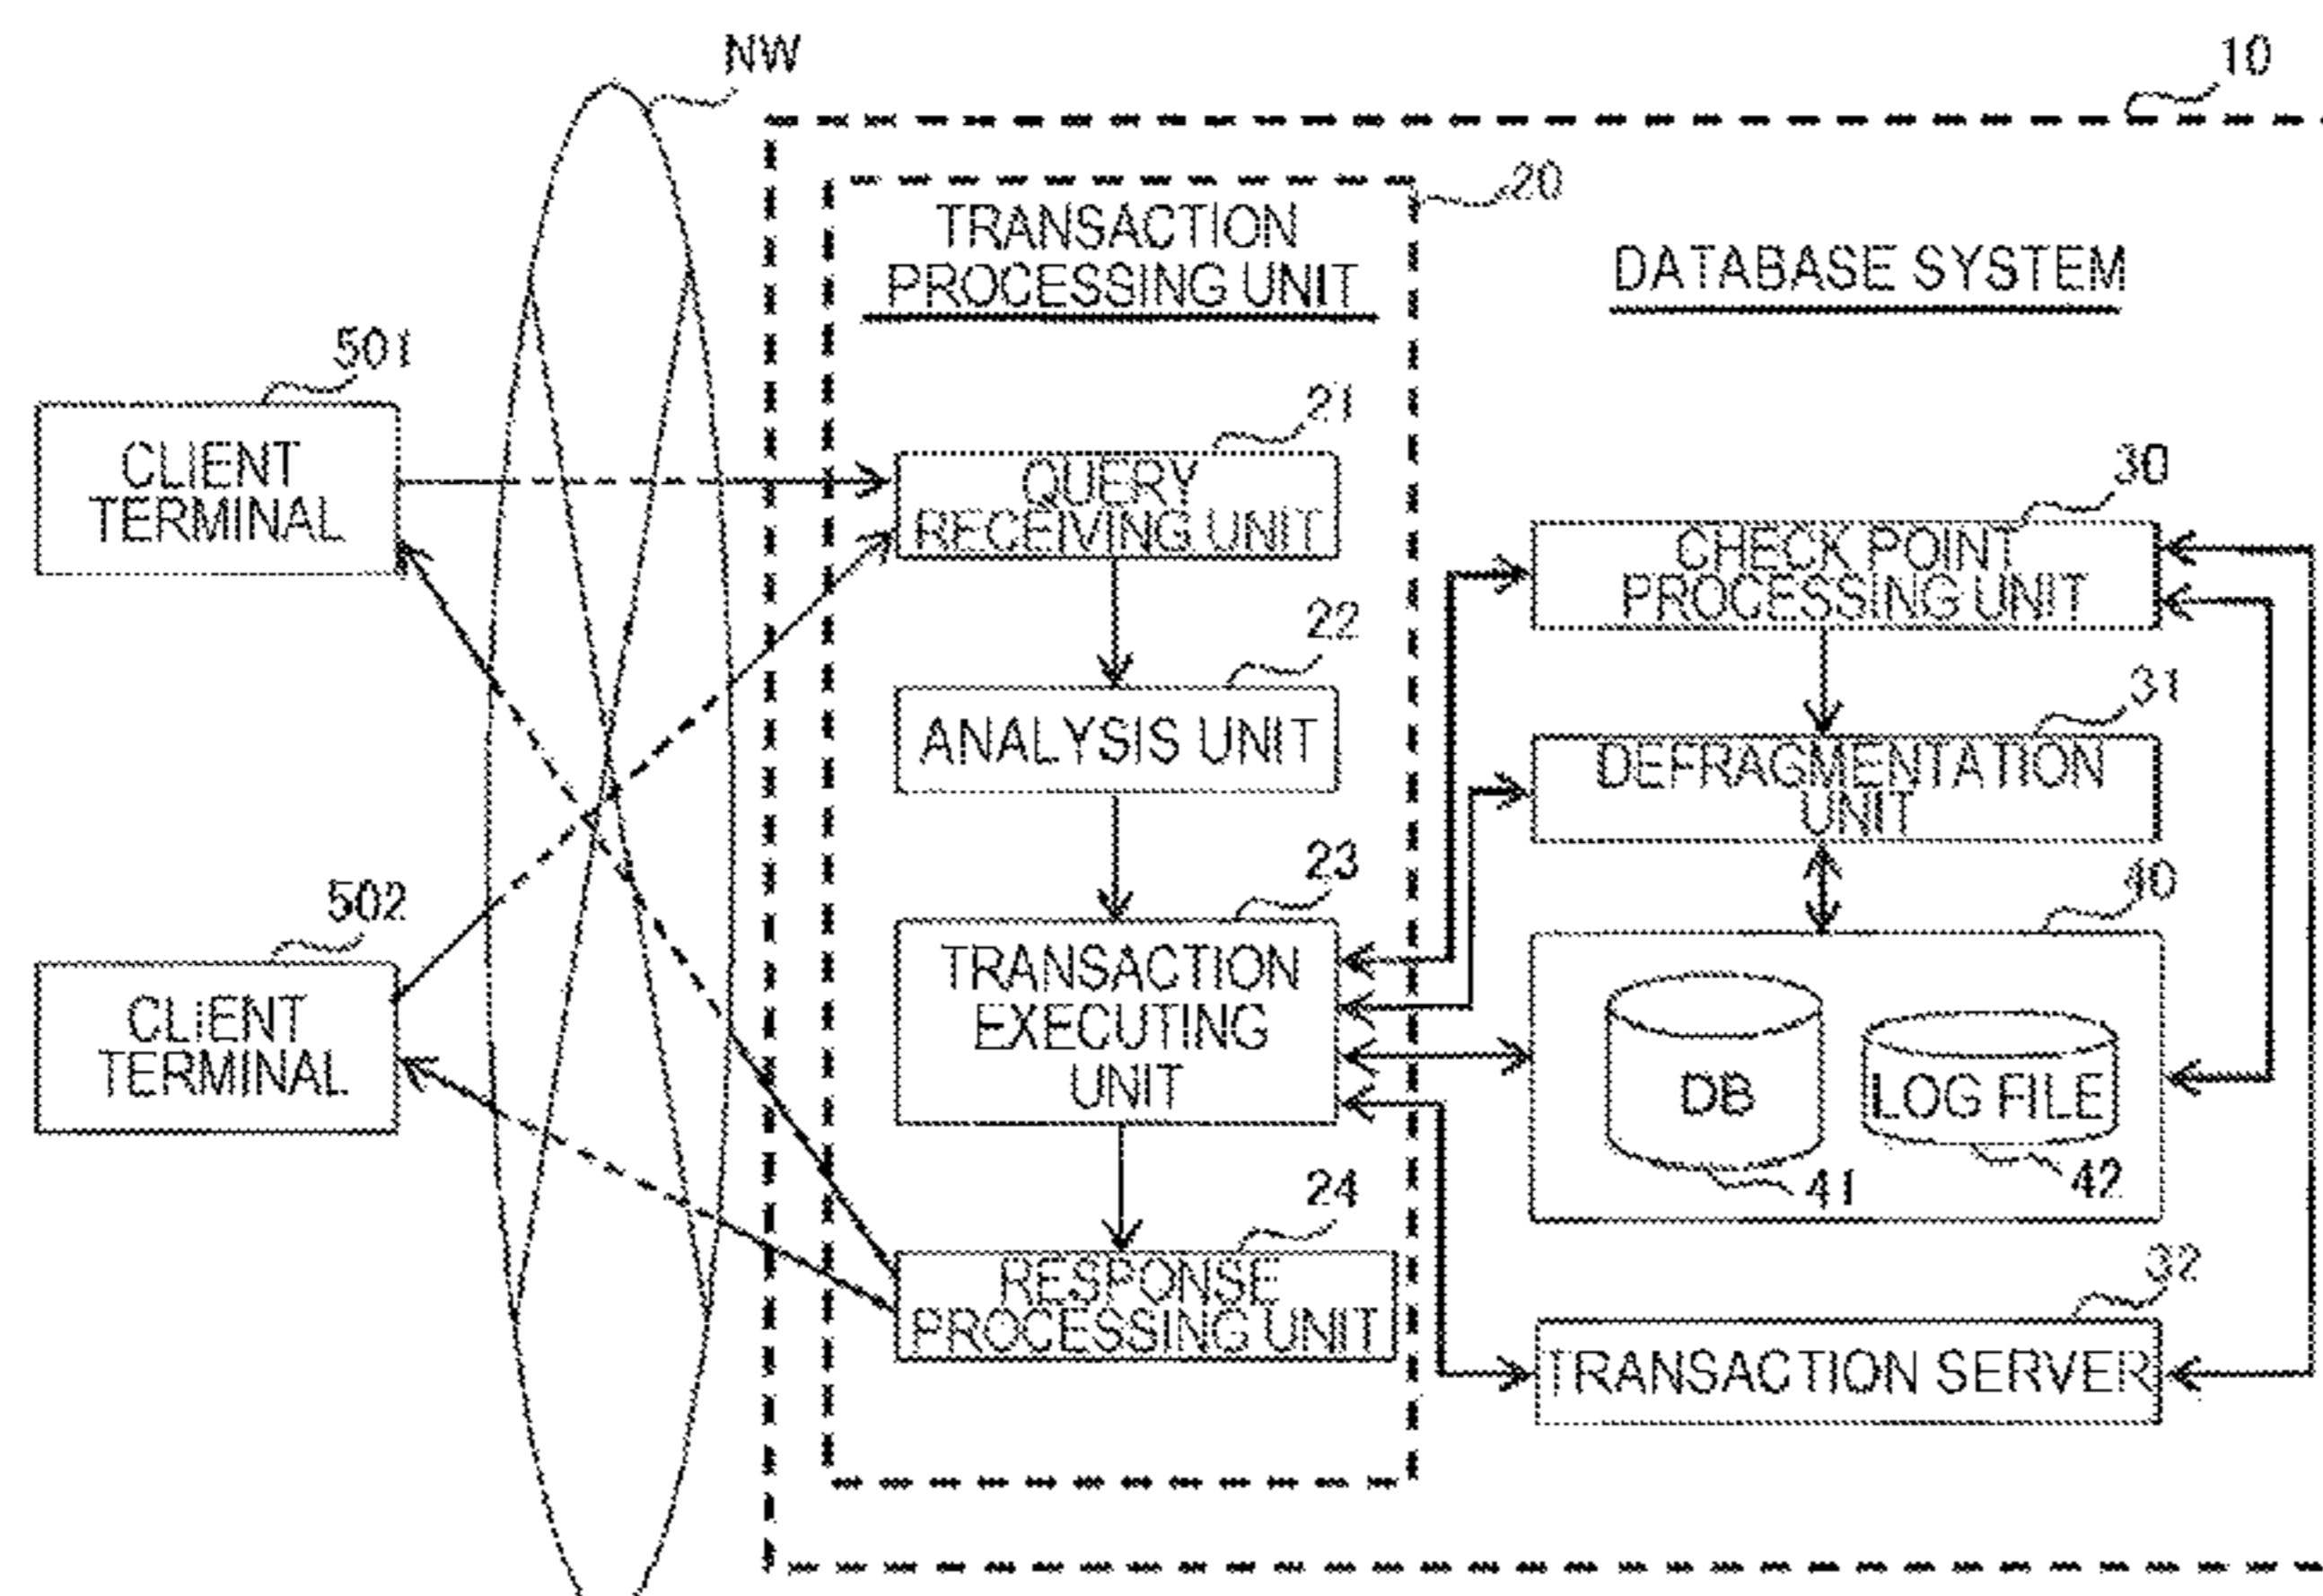 NW
10
20
TRANSACTION
PROCESSING UNIT
DATABASE SYSTEM
501
CLIENT
TERMINAL
21
QUERY
RECEIVING UNIT
30
CHECK POINT
PROCESSING UNIT
22
ANALYSIS UNIT
31
DEFRAGMENTATION
UNIT
502
CLIENT
TERMINAL
23
TRANSACTION
EXECUTING
UNIT
40
DB
41
LOG FILE
42
24
RESPONSE
PROCESSING UNIT
32
TRANSACTION SERVER